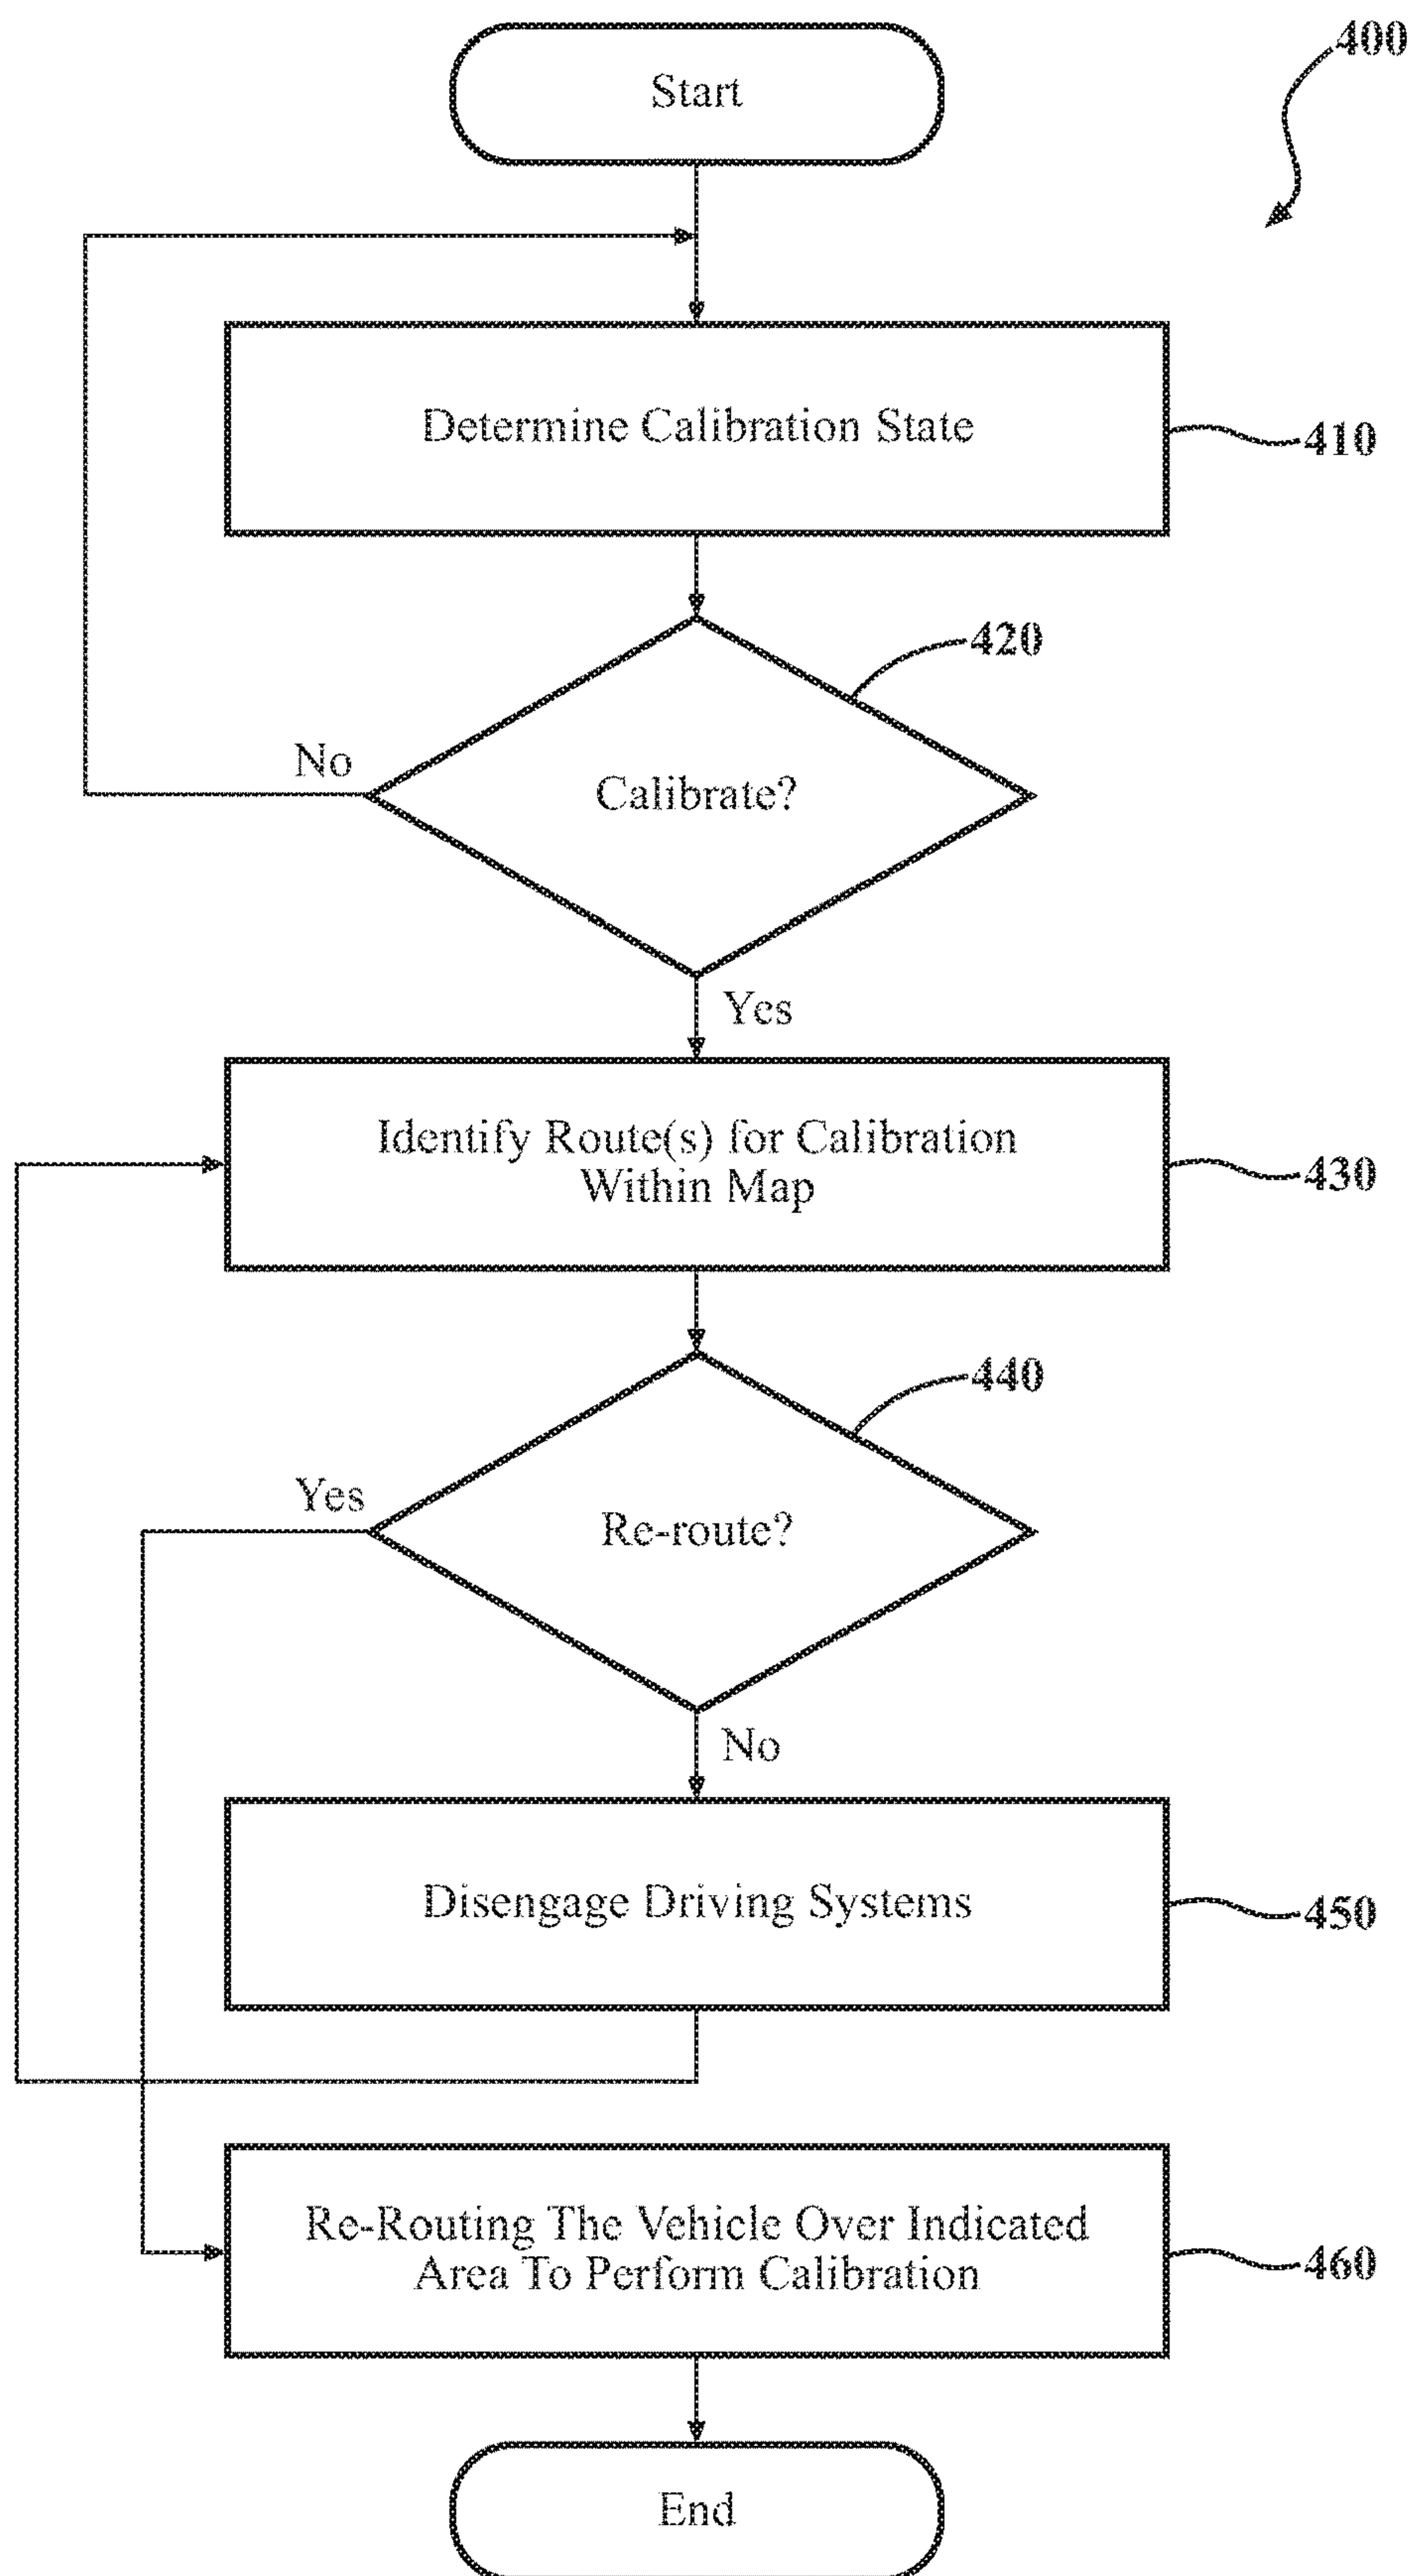 400
Start
Determine Calibration State
410
420
No
Calibrate?
Yes
Identify Route(s) for Calibration
Within Map
430
440
Yes
Re-route?
No
Disengage Driving Systems
450
Re-Routing The Vehicle Over Indicated
Area To Perform Calibration
460
End